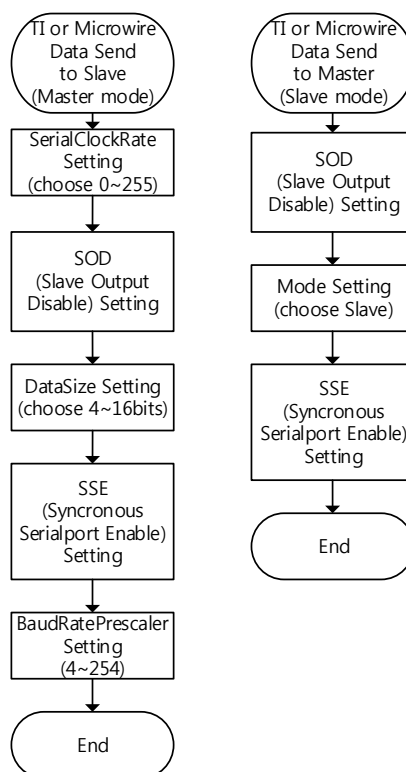 TI or Microwire
Data Send
to Slave
(Master mode)
SerialClockRate
Setting
(choose 0~255)
SOD
(Slave Output
Disable) Setting
DataSize Setting
(choose 4~16bits)
SSE
(Syncronous
Serialport Enable)
Setting
BaudRatePrescaler
Setting
(4~254)
End
TI or Microwire
Data Send
to Master
(Slave mode)
SOD
(Slave Output
Disable) Setting
Mode Setting
(choose Slave)
SSE
(Syncronous
Serialport Enable)
Setting
End